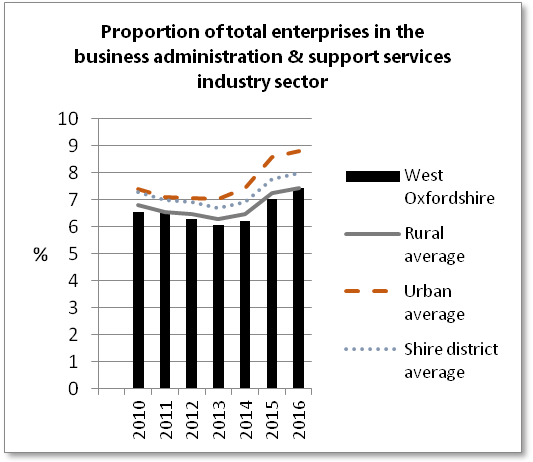 Proportion of total enterprises in the
business administration & support services
industry sector
10
9
8
7
6
5
4
3
2
1
0
%
2010
2011
2012
2013
2014
2015
2016
West
Oxfordshire
Rural
average
Urban
average
Shire district
average